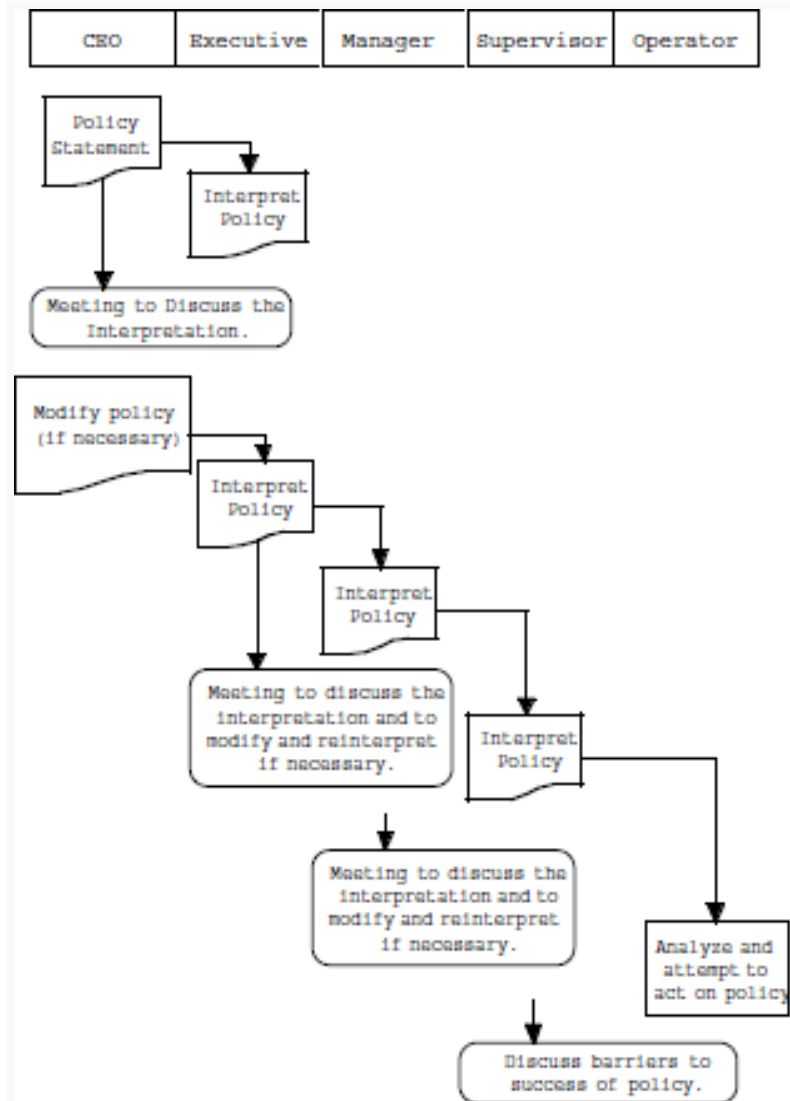 CEO Executive Manager Supervisor Operator
Policy
Statement
Interpret
Policy
Meeting to Discuss the
Interpretation.
Modify policy
(if necessary)
Interpret
Policy
Interpret
Policy
Meeting to discuss the
interpretation and to
modify and reinterpret
if necessary.
Interpret
Policy
Meeting to discuss the
interpretation and to
modify and reinterpret
if necessary.
Analyze and
attempt to
act on policy
Discuss barriers to
success of policy.